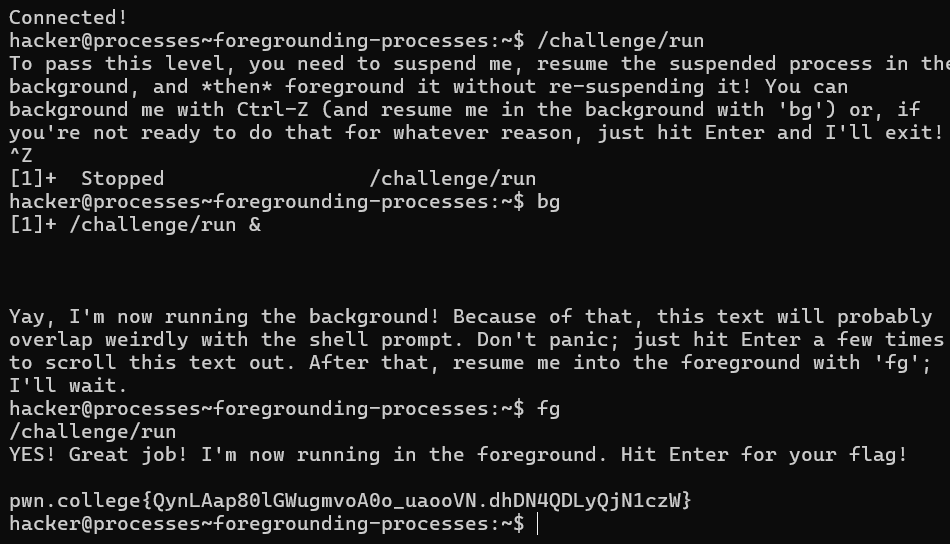 Connected!
hacker@processes~foregrounding-processes:~$ /challenge/run
To pass this level, you need to suspend me, resume the suspended process in the
background, and *then* foreground it without re-suspending it! You can
background me with Ctrl-Z (and resume me in the background with 'bg') or, if
you're not ready to do that for whatever reason, just hit Enter and I'll exit!
^Z
[1]+  Stopped                 /challenge/run
hacker@processes~foregrounding-processes:~$ bg
[1]+ /challenge/run &
Yay, I'm now running the background! Because of that, this text will probably
overlap weirdly with the shell prompt. Don't panic; just hit Enter a few times
to scroll this text out. After that, resume me into the foreground with 'fg';
I'll wait.
hacker@processes~foregrounding-processes:~$ fg
/challenge/run
YES! Great job! I'm now running in the foreground. Hit Enter for your flag!
pwn.college{QynLAap80lGWugmvoA0o_uaooVN.dhDN4QDLyQjN1czW}
hacker@processes~foregrounding-processes:~$